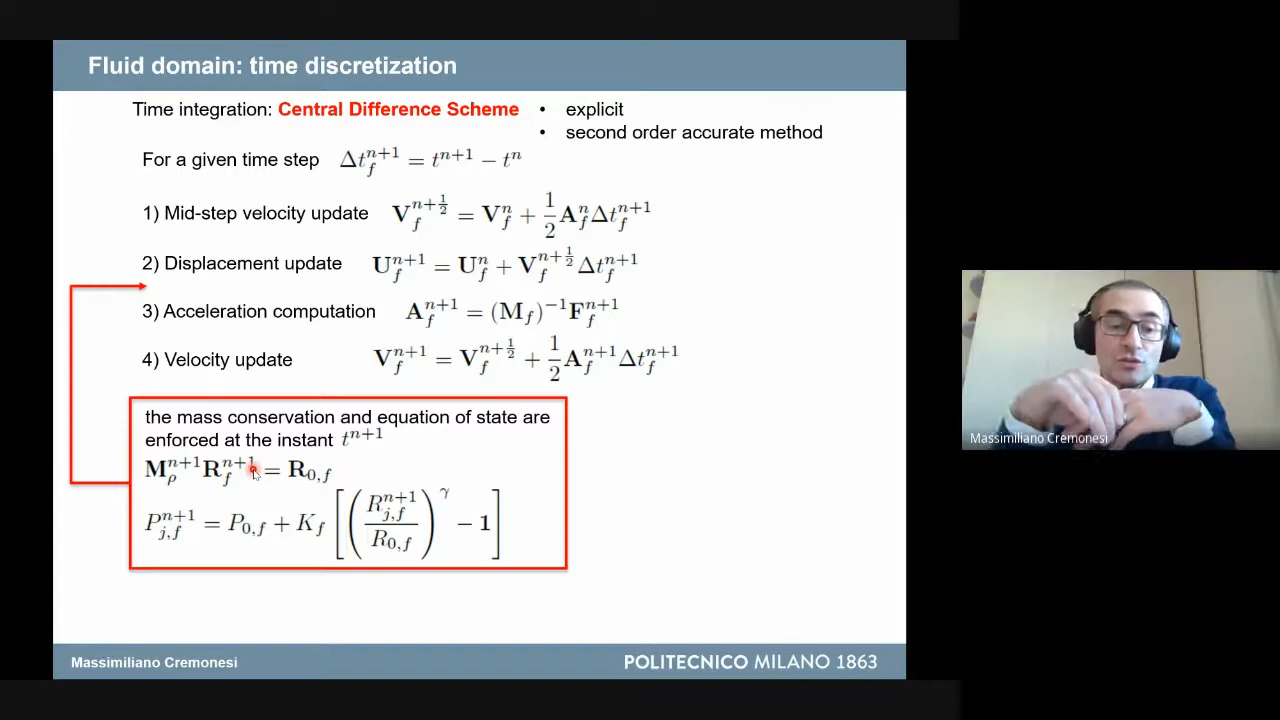 Fluid domain: time discretization
Time integration: Central Difference Scheme
• explicit
• second order accurate method
For a given time step Δt_f^{n+1} = t^{n+1} − t^n
1) Mid-step velocity update V_f^{n+1/2} = V_f^n + 1/2 A_f^n Δt_f^{n+1}
2) Displacement update U_f^{n+1} = U_f^n + V_f^{n+1/2} Δt_f^{n+1}
3) Acceleration computation A_f^{n+1} = (M_f)^{−1} F_f^{n+1}
4) Velocity update V_f^{n+1} = V_f^{n+1/2} + 1/2 A_f^{n+1} Δt_f^{n+1}
the mass conservation and equation of state are
enforced at the instant t^{n+1}
M_ρ^{n+1} R_f^{n+1} = R_{0,f}
P_{j,f}^{n+1} = P_{0,f} + K_f [ ( R_{j,f}^{n+1} / R_{0,f} )^γ − 1 ]
Massimiliano Cremonesi
POLITECNICO MILANO 1863
Massimiliano Cremonesi